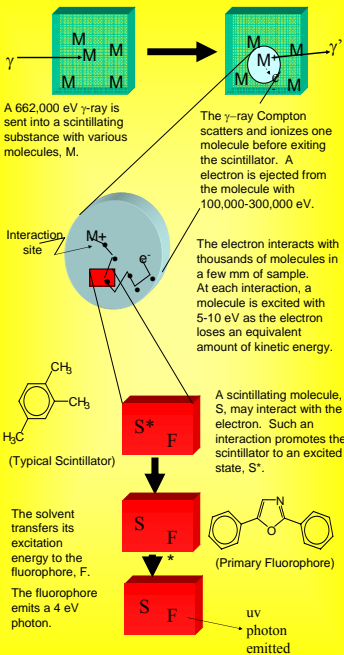 M
M
M
M
M
γ
M
M+
e-
M
M
M
γ'
A 662,000 eV γ-ray is
sent into a scintillating
substance with various
molecules, M.
The γ–ray Compton
scatters and ionizes one
molecule before exiting
the scintillator. A
electron is ejected from
the molecule with
100,000-300,000 eV.
Interaction
site
M+
e-
The electron interacts with
thousands of molecules in
a few mm of sample.
At each interaction, a
molecule is excited with
5-10 eV as the electron
loses an equivalent
amount of kinetic energy.
CH3
CH3
H3C
(Typical Scintillator)
S*
F
A scintillating molecule,
S, may interact with the
electron. Such an
interaction promotes the
scintillator to an excited
state, S*.
The solvent
transfers its
excitation
energy to the
fluorophore, F.
S
F
*
N
O
(Primary Fluorophore)
The fluorophore
emits a 4 eV
photon.
S
F
uv
photon
emitted